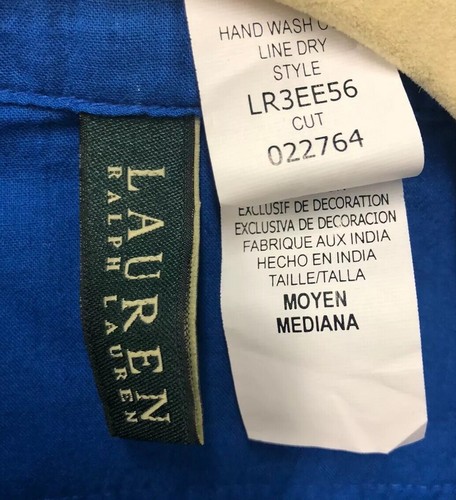 HAND WASH
LINE DRY
STYLE
LR3EE56
CUT
022764
EXCLUSIF DE DECORATION
EXCLUSIVA DE DECORACION
FABRIQUE AUX INDIA
HECHO EN INDIA
TAILLE/TALLA
MOYEN
MEDIANA
LAUREN
RALPH LAUREN